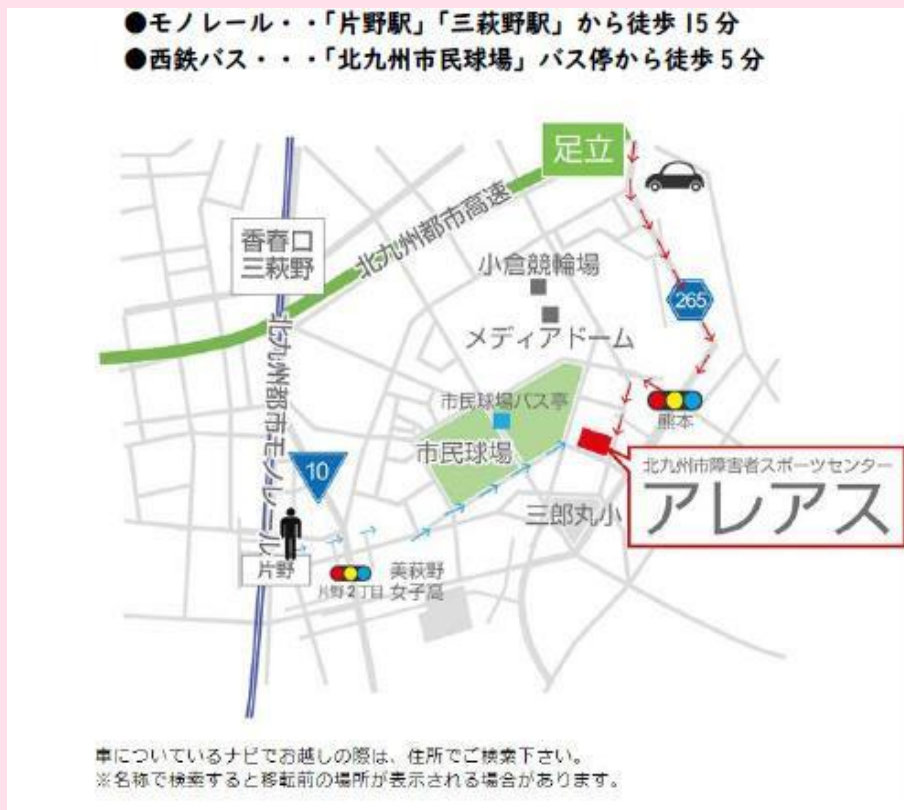 ●モノレール・・「片野駅」「三萩野駅」から徒歩 15 分
●西鉄バス・・・「北九州市民球場」バス停から徒歩 5 分
足立
香春口
三萩野
北九州都市高速
小倉競輪場
メディアドーム
265
北九州都市モノレール
市民球場バス亭
熊本
市民球場
10
北九州市障害者スポーツセンター
アレアス
三郎丸小
片野
片野2丁目
美萩野
女子高
車についているナビでお越しの際は、住所でご検索下さい。
※名称で検索すると移転前の場所が表示される場合があります。